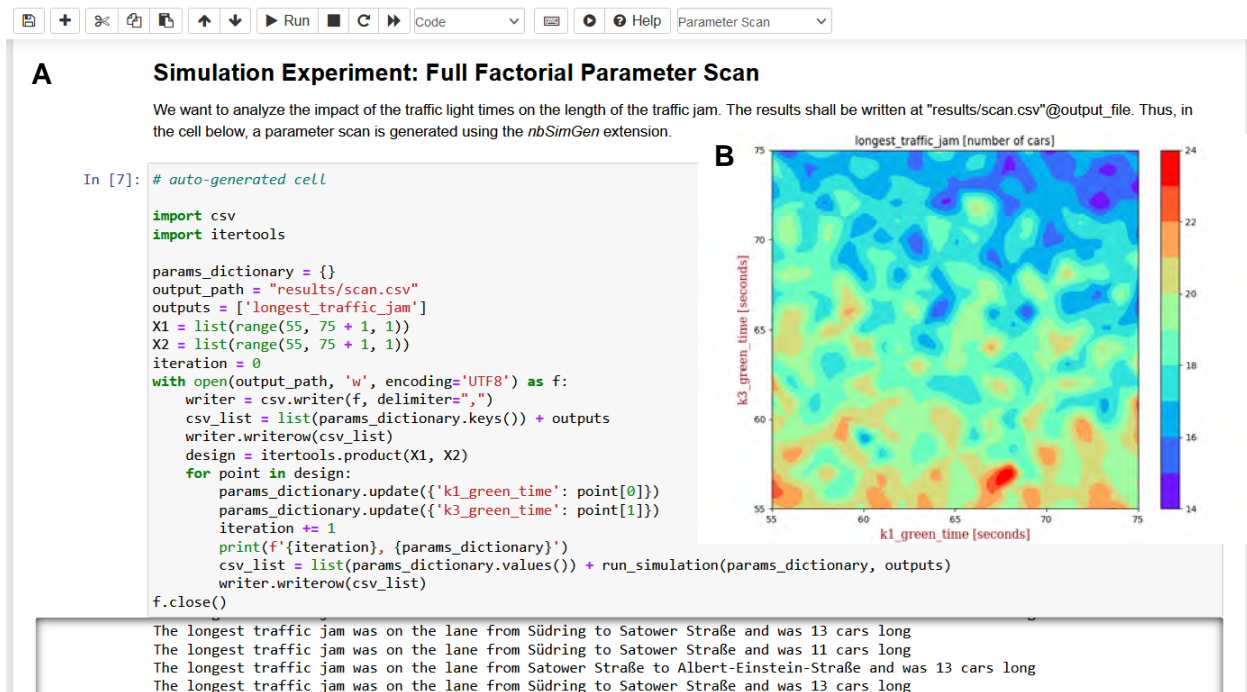 Run
Code
Help
Parameter Scan
A
Simulation Experiment: Full Factorial Parameter Scan
We want to analyze the impact of the traffic light times on the length of the traffic jam. The results shall be written at "results/scan.csv"@output_file. Thus, in
the cell below, a parameter scan is generated using the nbSimGen extension.
In [7]:
# auto-generated cell
import csv
import itertools
params_dictionary = {}
output_path = "results/scan.csv"
outputs = ['longest_traffic_jam']
X1 = list(range(55, 75 + 1, 1))
X2 = list(range(55, 75 + 1, 1))
iteration = 0
with open(output_path, 'w', encoding='UTF8') as f:
    writer = csv.writer(f, delimiter=",")
    csv_list = list(params_dictionary.keys()) + outputs
    writer.writerow(csv_list)
    design = itertools.product(X1, X2)
    for point in design:
        params_dictionary.update({'k1_green_time': point[0]})
        params_dictionary.update({'k3_green_time': point[1]})
        iteration += 1
        print(f'{iteration}, {params_dictionary}')
        csv_list = list(params_dictionary.values()) + run_simulation(params_dictionary, outputs)
        writer.writerow(csv_list)
f.close()
B
longest_traffic_jam [number of cars]
75
70
65
60
55
k3_green_time [seconds]
55 60 65 70 75
k1_green_time [seconds]
24
22
20
18
16
14
The longest traffic jam was on the lane from Südring to Satower Straße and was 13 cars long
The longest traffic jam was on the lane from Südring to Satower Straße and was 11 cars long
The longest traffic jam was on the lane from Satower Straße to Albert-Einstein-Straße and was 13 cars long
The longest traffic jam was on the lane from Südring to Satower Straße and was 13 cars long